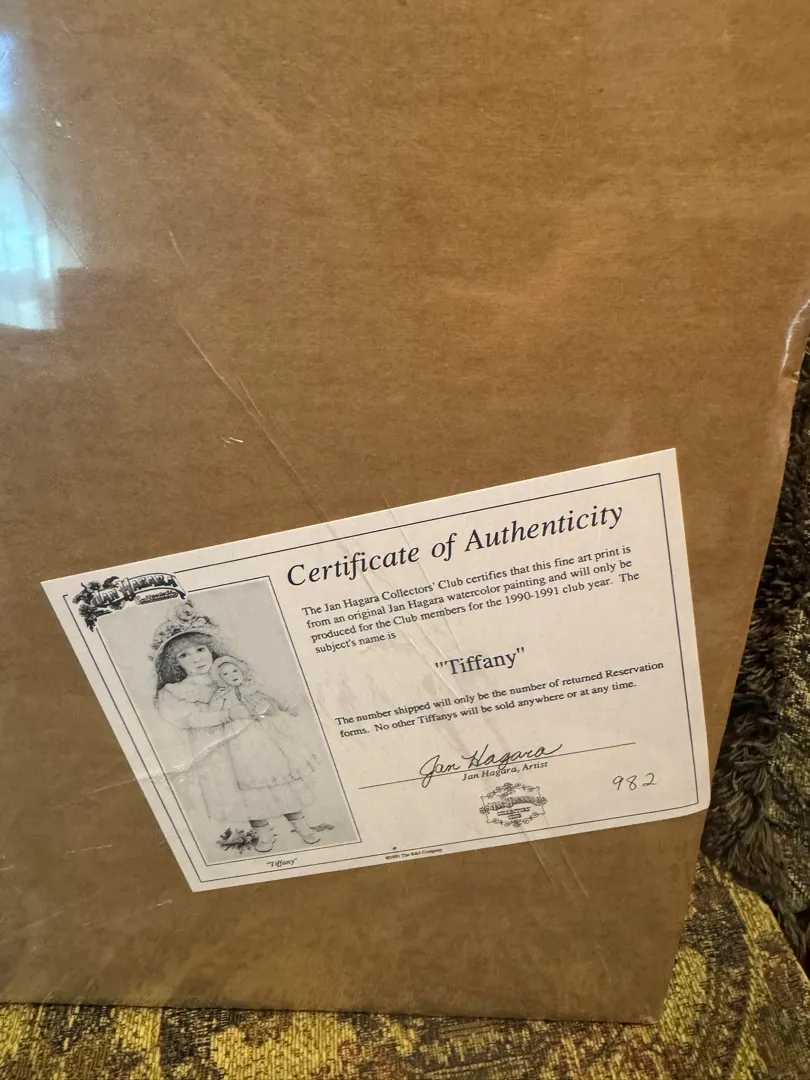 JAN HAGARA
Certificate of Authenticity
The Jan Hagara Collectors' Club certifies that this fine art print is
from an original Jan Hagara watercolor painting and will only be
produced for the Club members for the 1990-1991 club year. The
subject's name is
"Tiffany"
The number shipped will only be the number of returned Reservation
forms. No other Tiffanys will be sold anywhere or at any time.
Jan Hagara
Jan Hagara, Artist
982
"Tiffany"